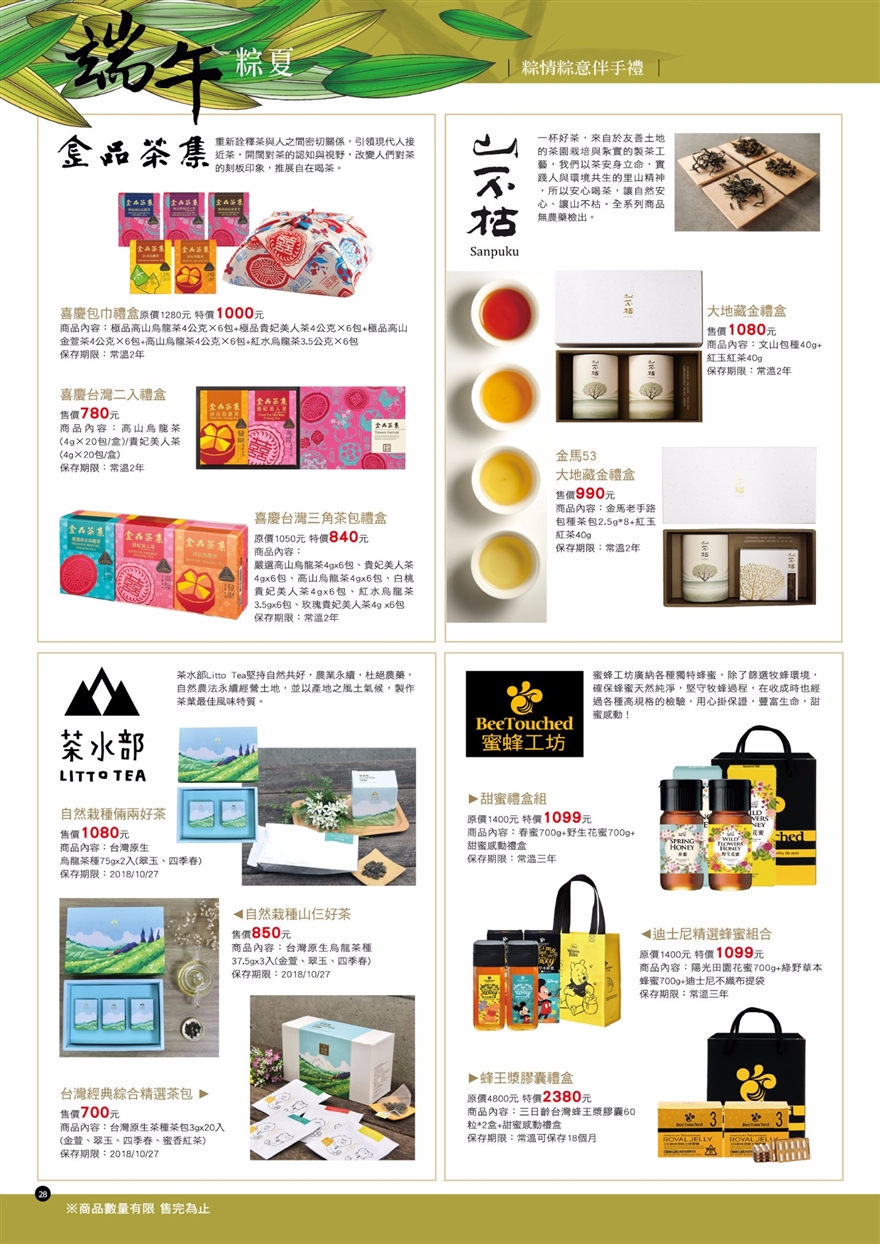 端午 粽夏
粽情粽意伴手禮
金品茶集
重新詮釋茶與人之間密切關係，引領現代人接
近茶，開闊對茶的認知與視野，改變人們對茶
的刻板印象，推展自在喝茶。
喜慶包巾禮盒原價1280元 特價1000元
商品內容：極品高山烏龍茶4公克×6包+極品貴妃美人茶4公克×6包+極品高山
金萱茶4公克×6包+高山烏龍茶4公克×6包+紅水烏龍茶3.5公克×6包
保存期限：常溫2年
喜慶台灣二入禮盒
售價780元
商品內容：高山烏龍茶
(4g×20包/盒)/貴妃美人茶
(4g×20包/盒)
保存期限：常溫2年
喜慶台灣三角茶包禮盒
原價1050元 特價840元
商品內容：
嚴選高山烏龍茶4gx6包、貴妃美人茶
4gx6包、高山烏龍茶4gx6包、白桃
貴妃美人茶4gx6包、紅水烏龍茶
3.5gx6包、玫瑰貴妃美人茶4g x6包
保存期限：常溫2年
山不枯
Sanpuku
一杯好茶，來自於友善土地
的茶園栽培與紮實的製茶工
藝，我們以茶安身立命，實
踐人與環境共生的里山精神
，所以安心喝茶，讓自然安
心、讓山不枯。全系列商品
無農藥檢出。
大地藏金禮盒
售價1080元
商品內容：文山包種40g+
紅玉紅茶40g
保存期限：常溫2年
金馬53
大地藏金禮盒
售價990元
商品內容：金馬老手路
包種茶包2.5g*8+紅玉
紅茶40g
保存期限：常溫2年
茶水部
LITTO TEA
茶水部Litto Tea堅持自然共好，農業永續，杜絕農藥，
自然農法永續經營土地，並以產地之風土氣候，製作
茶葉最佳風味特質。
自然栽種倆兩好茶
售價1080元
商品內容：台灣原生
烏龍茶種75gx2入(翠玉、四季春)
保存期限：2018/10/27
◀自然栽種山仨好茶
售價850元
商品內容：台灣原生烏龍茶種
37.5gx3入(金萱、翠玉、四季春)
保存期限：2018/10/27
台灣經典綜合精選茶包 ▶
售價700元
商品內容：台灣原生茶種茶包3gx20入
(金萱、翠玉、四季春、蜜香紅茶)
保存期限：2018/10/27
BeeTouched
蜜蜂工坊
蜜蜂工坊廣納各種獨特蜂蜜，除了篩選牧蜂環境，
確保蜂蜜天然純淨，堅守牧蜂過程，在收成時也經
過各種高規格的檢驗，用心掛保證，豐富生命，甜
蜜感動！
▶甜蜜禮盒組
原價1400元 特價1099元
商品內容：春蜜700g+野生花蜜700g+
甜蜜感動禮盒
保存期限：常溫三年
SPRING
HONEY
春蜜
WILD
FLOWERS
HONEY
野生花蜜
◀迪士尼精選蜂蜜組合
原價1400元 特價1099元
商品內容：陽光田園花蜜700g+綠野草本
蜂蜜700g+迪士尼不織布提袋
保存期限：常溫三年
▶蜂王漿膠囊禮盒
原價4800元 特價2380元
商品內容：三日齡台灣蜂王漿膠囊60
粒*2盒+甜蜜感動禮盒
保存期限：常溫可保存18個月
BeeTouched 3
ROYAL JELLY
BeeTouched 3
ROYAL JELLY
28
※商品數量有限 售完為止